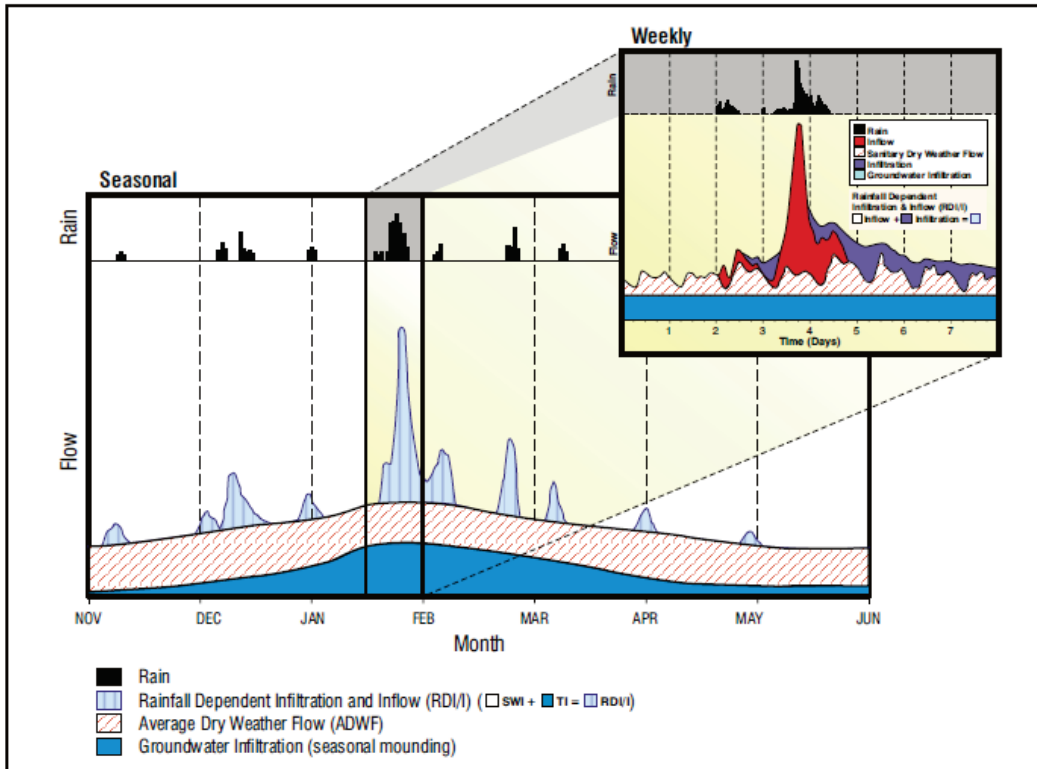 Weekly
Rain
Rain
Inflow
Sanitary Dry Weather Flow
Infiltration
Groundwater Infiltration
Rainfall Dependent
Infiltration & Inflow (RDI/I)
Inflow + Infiltration =
Flow
1 2 3 4 5 6 7
Time (Days)
Seasonal
Rain
Flow
NOV DEC JAN FEB MAR APR MAY JUN
Month
Rain
Rainfall Dependent Infiltration and Inflow (RDI/I) ( SWI + TI = RDI/I)
Average Dry Weather Flow (ADWF)
Groundwater Infiltration (seasonal mounding)